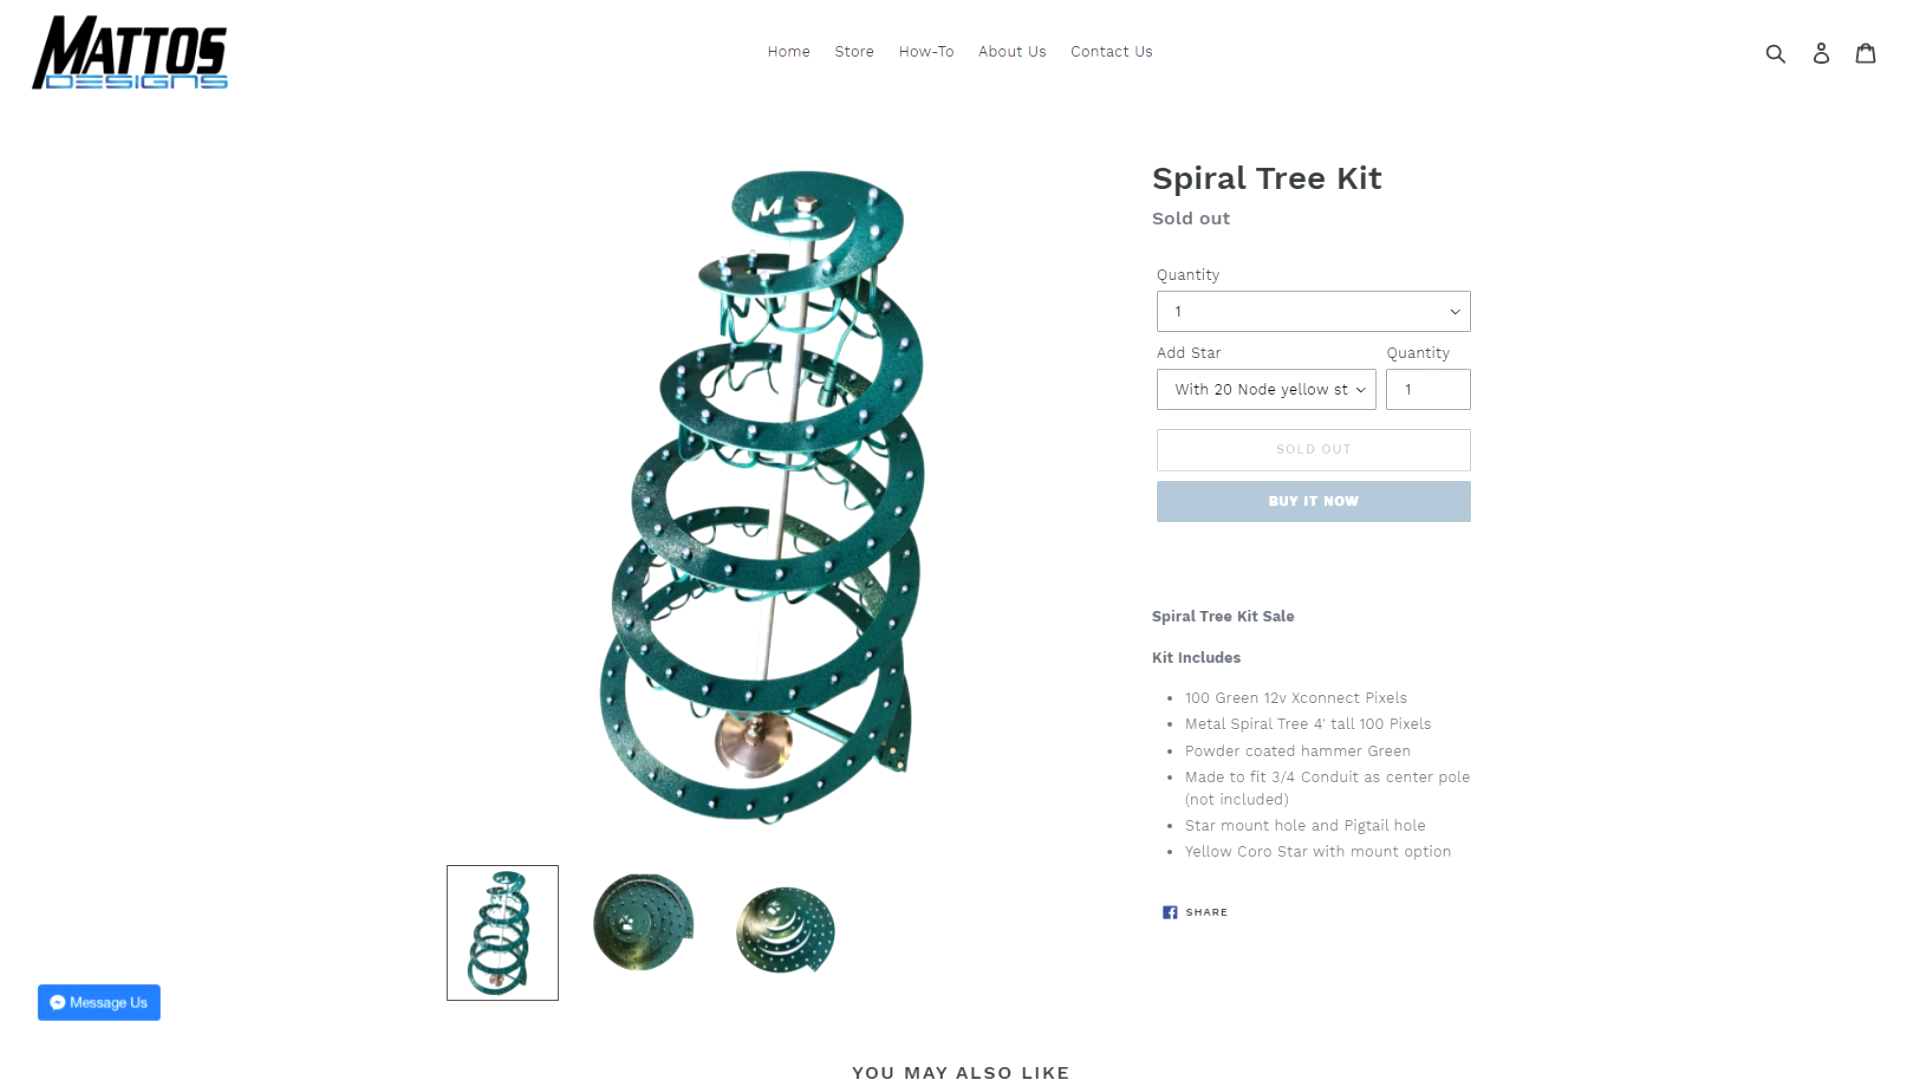 MATTOS
DESIGNS
Home
Store
How-To
About Us
Contact Us
M
Spiral Tree Kit
Sold out
Quantity
1
Add Star
Quantity
With 20 Node yellow st
1
SOLD OUT
BUY IT NOW
Spiral Tree Kit Sale
Kit Includes
100 Green 12v Xconnect Pixels
Metal Spiral Tree 4' tall 100 Pixels
Powder coated hammer Green
Made to fit 3/4 Conduit as center pole
(not included)
Star mount hole and Pigtail hole
Yellow Coro Star with mount option
SHARE
Message Us
YOU MAY ALSO LIKE